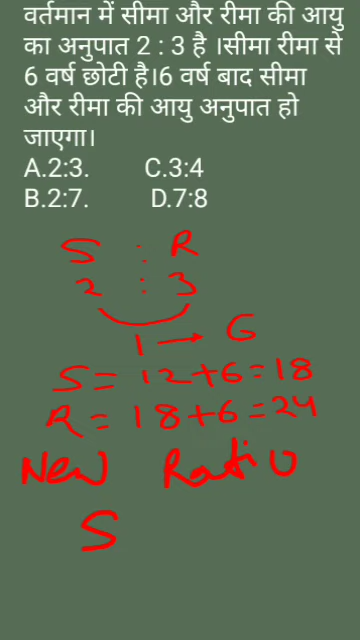 वर्तमान में सीमा और रीमा की आयु
का अनुपात 2 : 3 है ।सीमा रीमा से
6 वर्ष छोटी है।6 वर्ष बाद सीमा
और रीमा की आयु अनुपात हो
जाएगा।
A.2:3. C.3:4
B.2:7. D.7:8
S : R
2 : 3
1 → 6
S = 12+6=18
R = 18+6=24
New Ratio
S